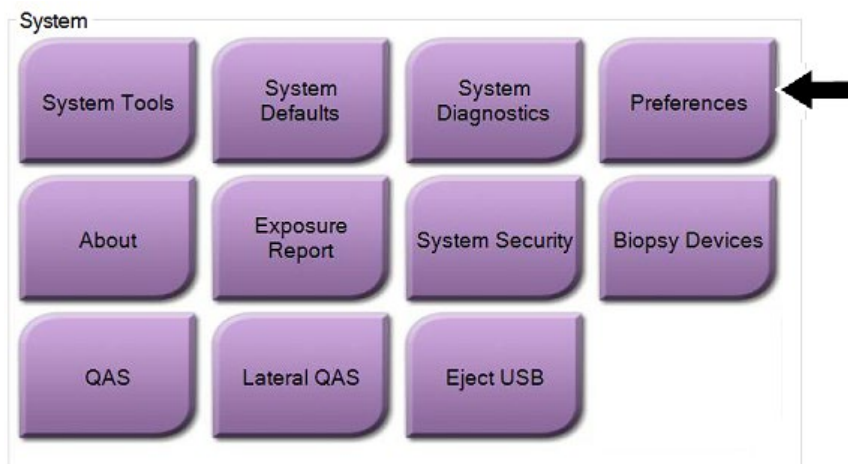 System
System Tools
System
Defaults
System
Diagnostics
Preferences
About
Exposure
Report
System Security
Biopsy Devices
QAS
Lateral QAS
Eject USB